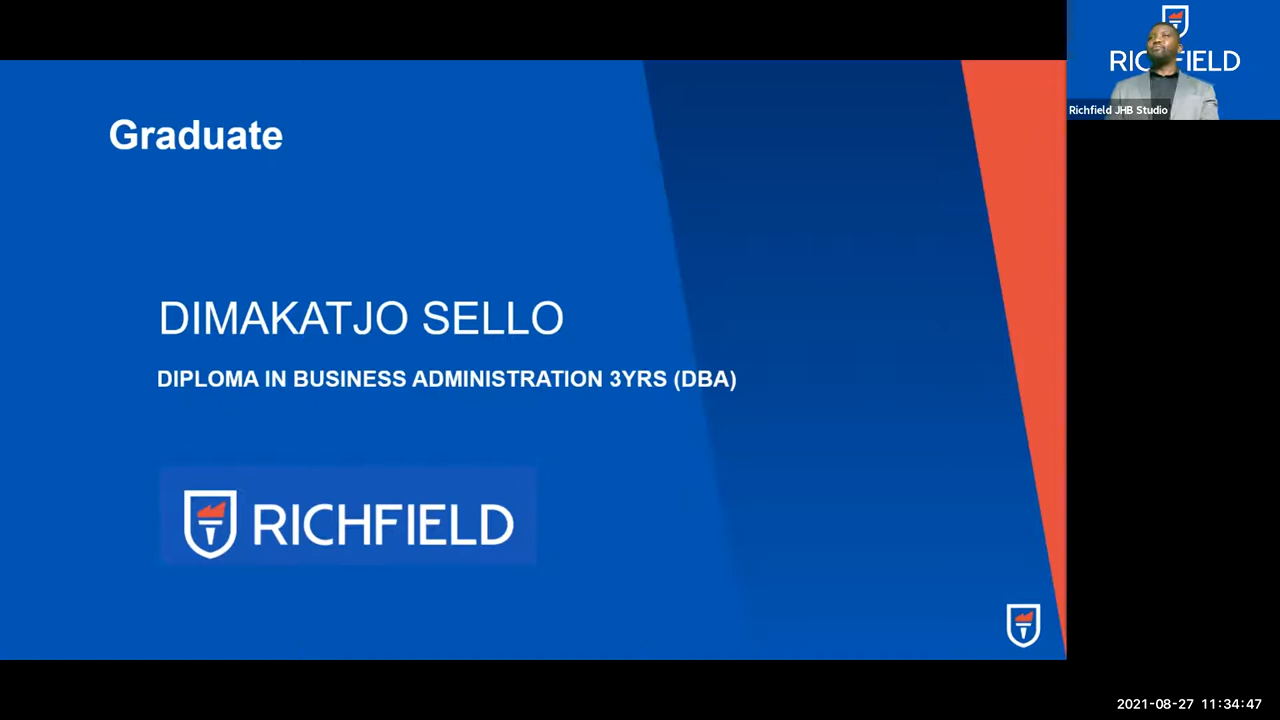 Graduate
DIMAKATJO SELLO
DIPLOMA IN BUSINESS ADMINISTRATION 3YRS (DBA)
RICHFIELD
RICHFIELD
Richfield JHB Studio
2021-08-27 11:34:47